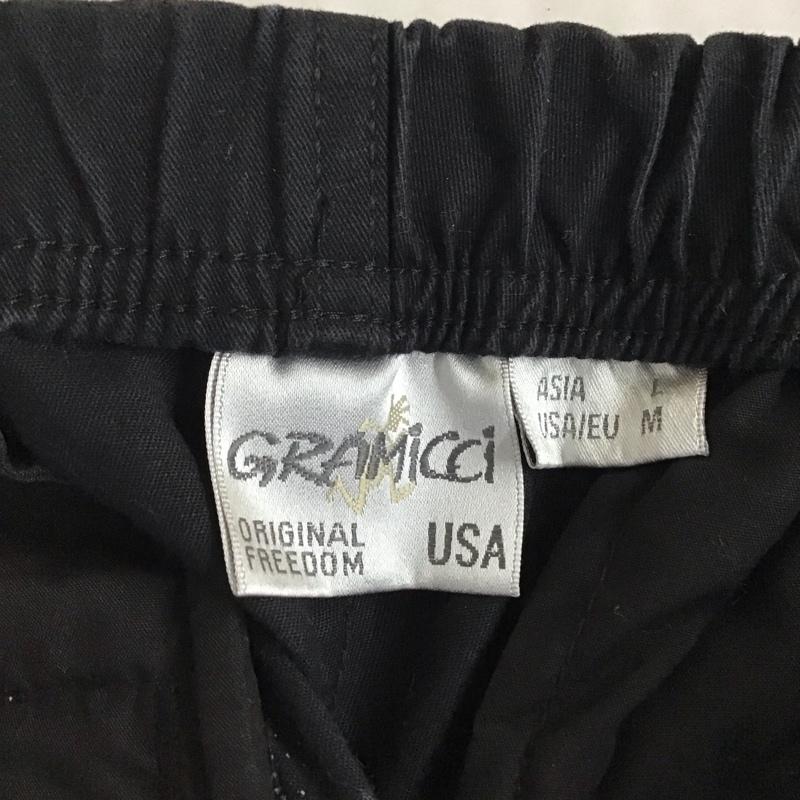 GRAMiCCi
ORIGINAL
FREEDOM
USA
ASIA L
USA/EU M